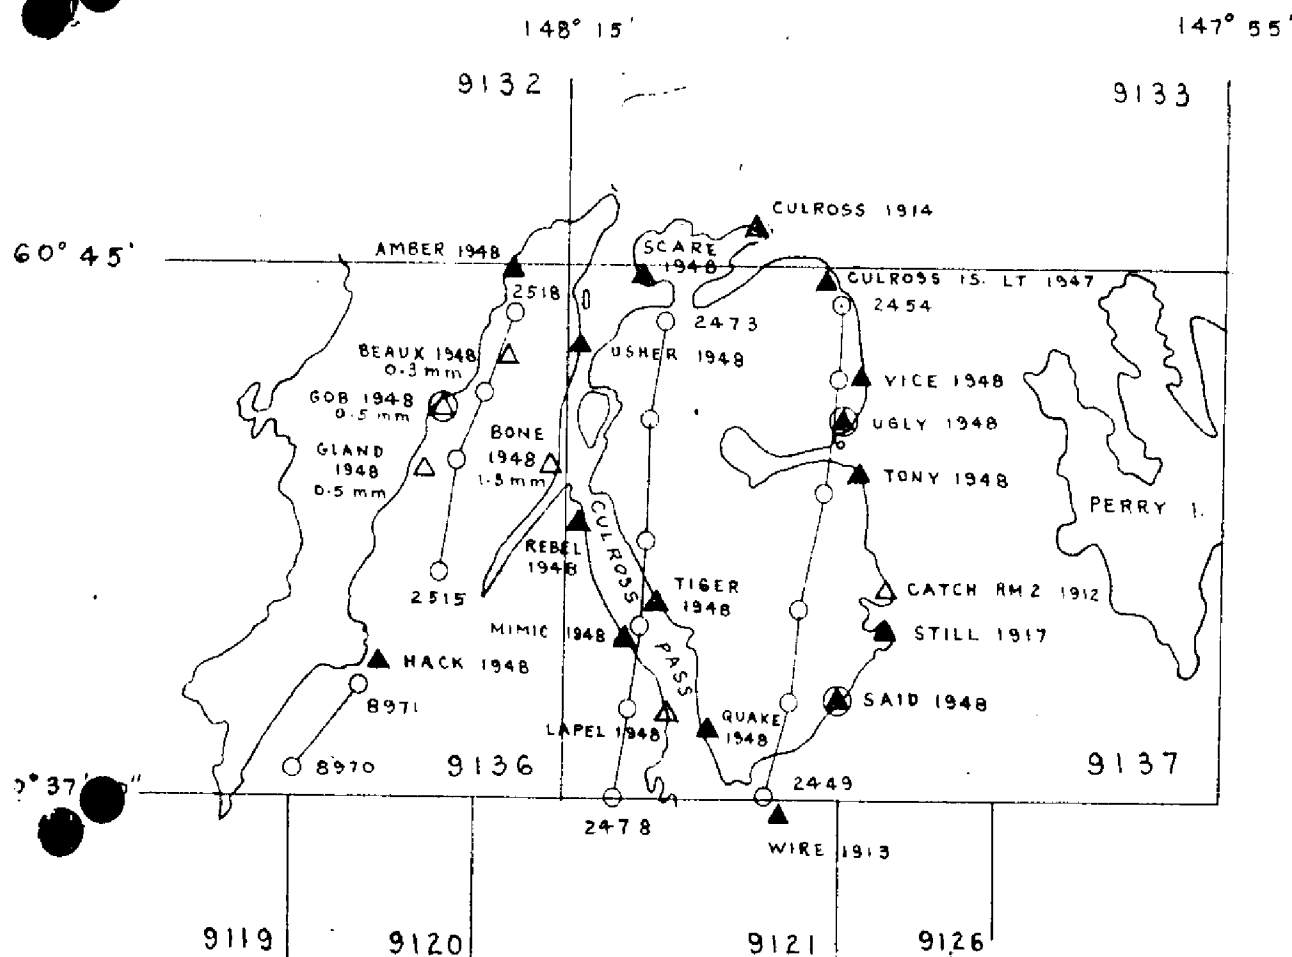 148° 15'
147° 55'
9132
9133
CULROSS 1914
60° 45'
AMBER 1948
SCARE
1948
CULROSS IS. LT 1947
2518
2454
2473
BEAUX 1948
0.3 mm
USHER 1948
VICE 1948
GOB 1948
0.5 mm
UGLY 1948
BONE
1948
GLAND
1948
0.5 mm
TONY 1948
PERRY I.
CULROSS
PASS
REBEL
1948
TIGER
1948
CATCH RM 2 1912
2515
MIMIC 1948
STILL 1917
HACK 1948
8971
SAID 1948
LAPEL 1948
QUAKE
1948
8970
9136
9137
2449
2478
WIRE 1913
9119
9120
9121
9126